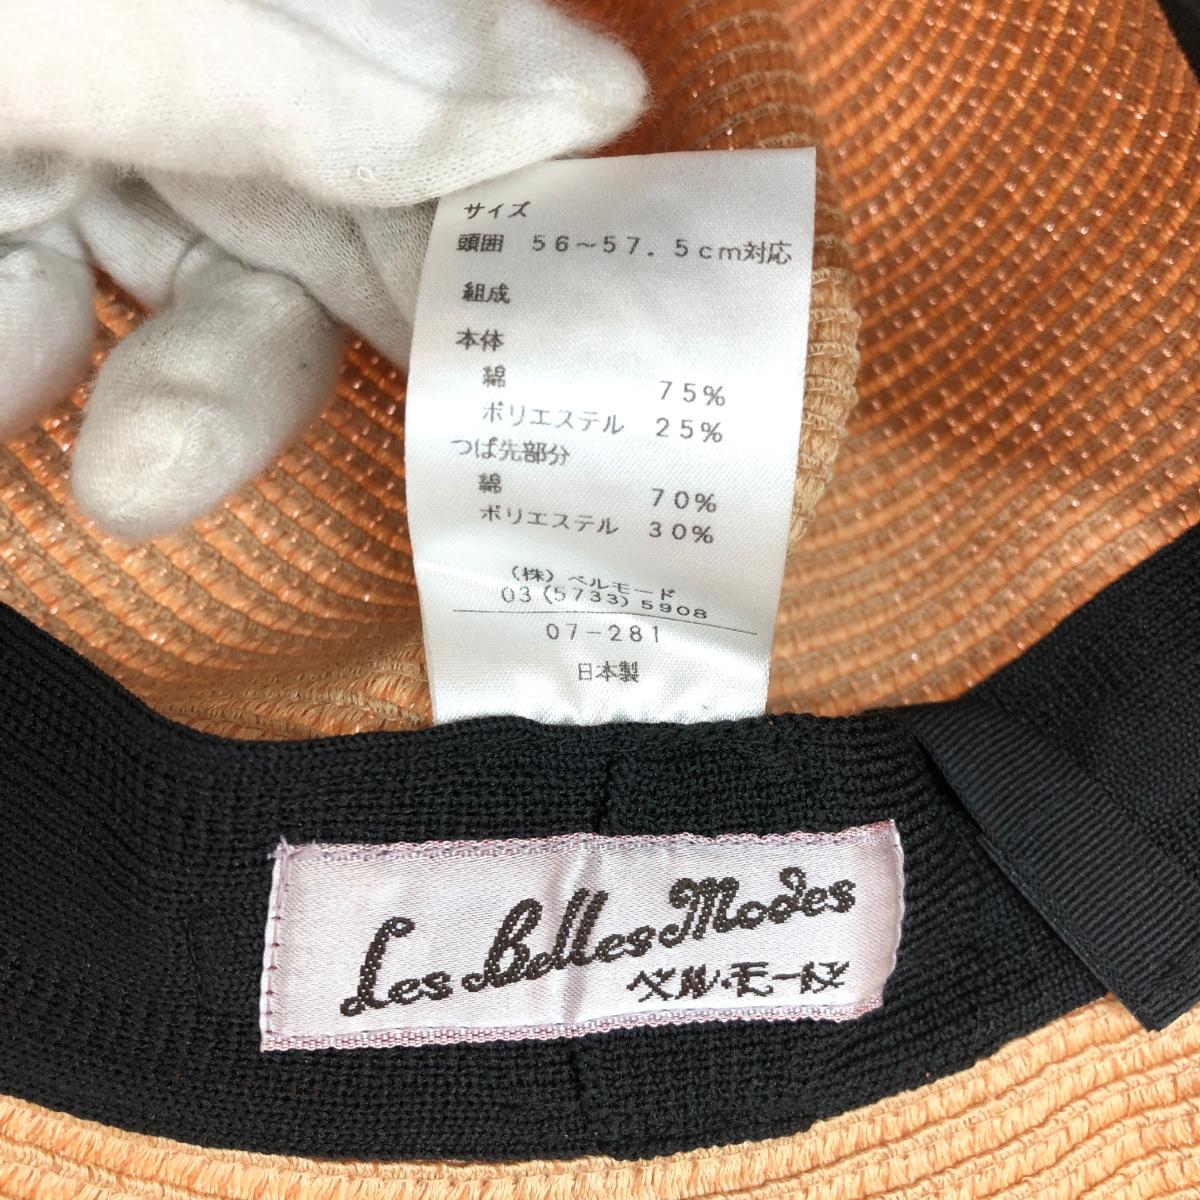 サイズ
頭囲 56～57.5cm対応
組成
本体
綿 75%
ポリエステル 25%
つば先部分
綿 70%
ポリエステル 30%
(株)ベルモード
03(5733)5908
07-281
日本製
Les Belles Modes
ベル・モード